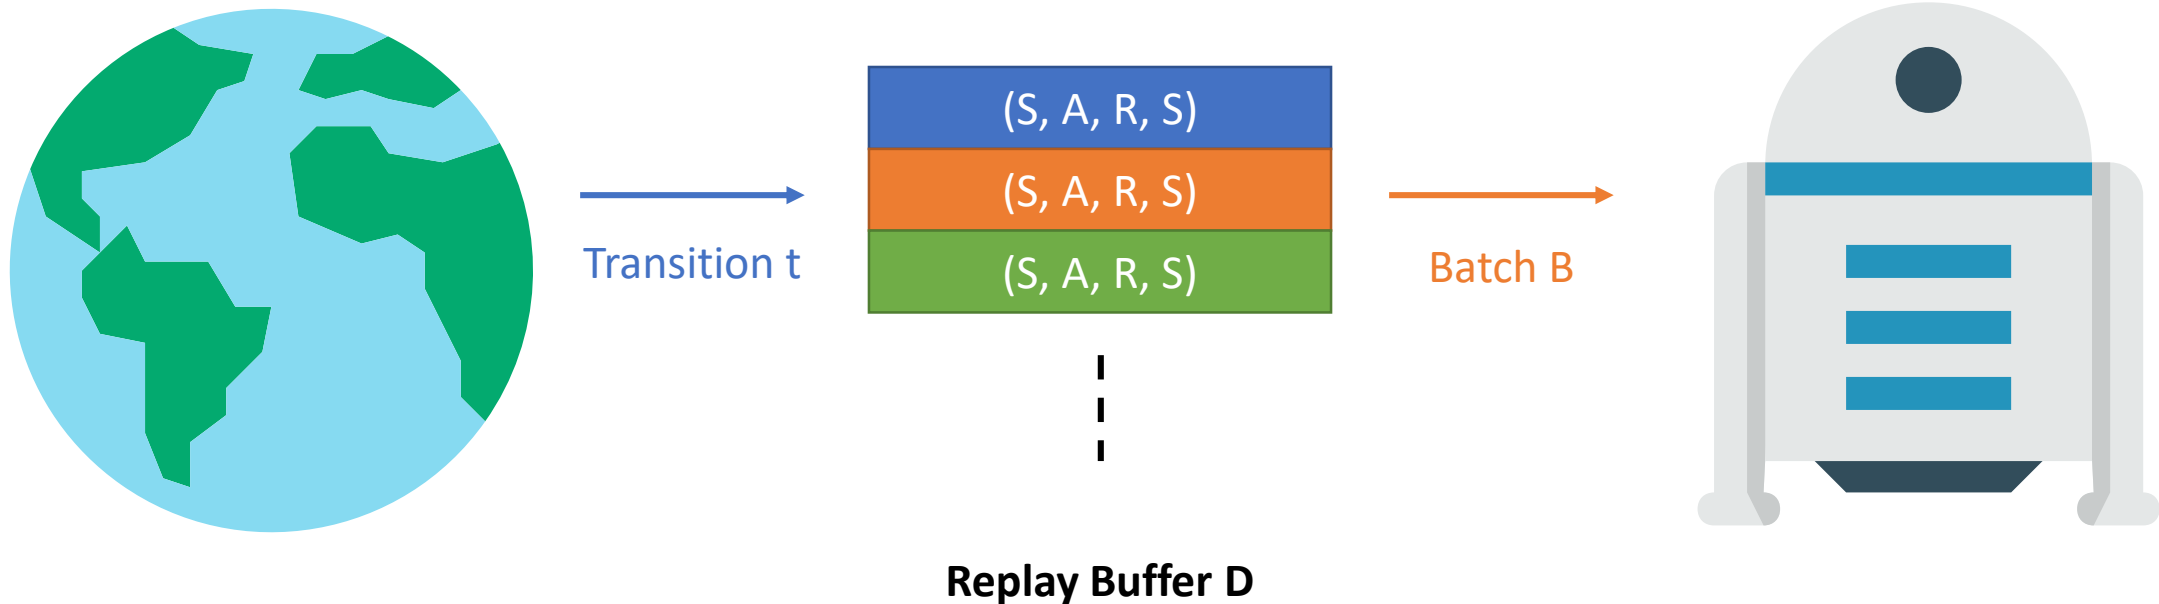 (S, A, R, S)
(S, A, R, S)
(S, A, R, S)
Transition t
Batch B
Replay Buffer D